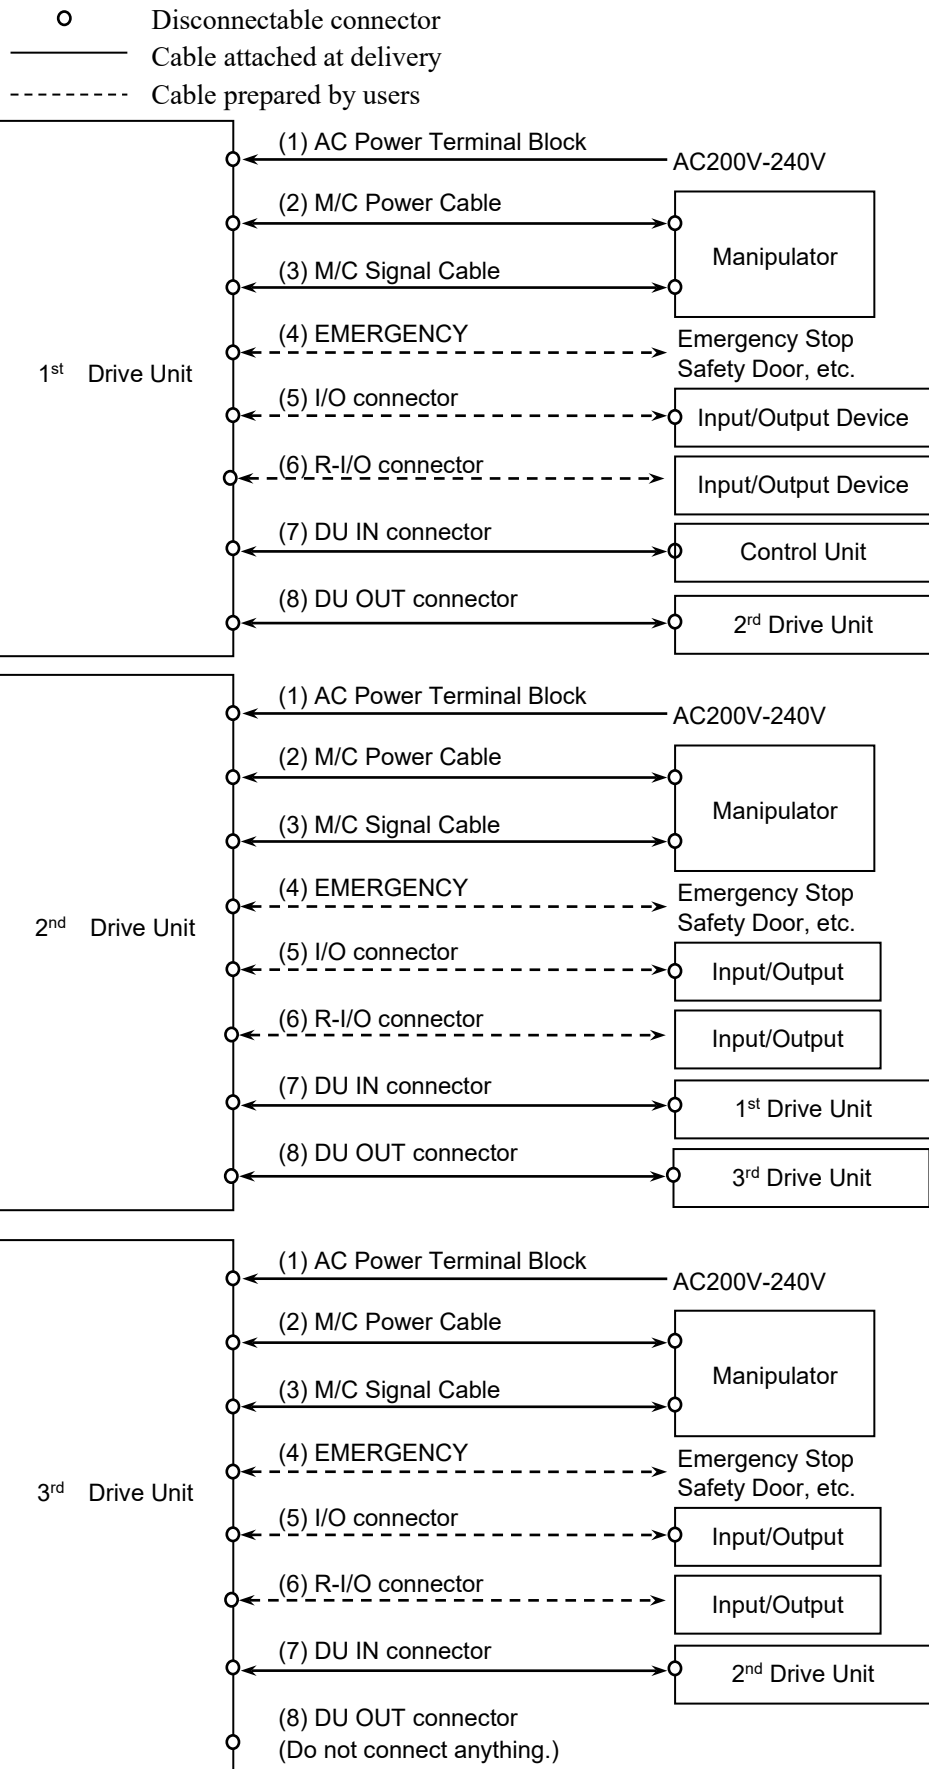 Disconnectable connector
Cable attached at delivery
Cable prepared by users
(1) AC Power Terminal Block
AC200V-240V
(2) M/C Power Cable
Manipulator
(3) M/C Signal Cable
(4) EMERGENCY
Emergency Stop
Safety Door, etc.
1st Drive Unit
(5) I/O connector
Input/Output Device
(6) R-I/O connector
Input/Output Device
(7) DU IN connector
Control Unit
(8) DU OUT connector
2rd Drive Unit
(1) AC Power Terminal Block
AC200V-240V
(2) M/C Power Cable
Manipulator
(3) M/C Signal Cable
(4) EMERGENCY
Emergency Stop
Safety Door, etc.
2nd Drive Unit
(5) I/O connector
Input/Output
(6) R-I/O connector
Input/Output
(7) DU IN connector
1st Drive Unit
(8) DU OUT connector
3rd Drive Unit
(1) AC Power Terminal Block
AC200V-240V
(2) M/C Power Cable
Manipulator
(3) M/C Signal Cable
(4) EMERGENCY
Emergency Stop
Safety Door, etc.
3rd Drive Unit
(5) I/O connector
Input/Output
(6) R-I/O connector
Input/Output
(7) DU IN connector
2nd Drive Unit
(8) DU OUT connector
(Do not connect anything.)